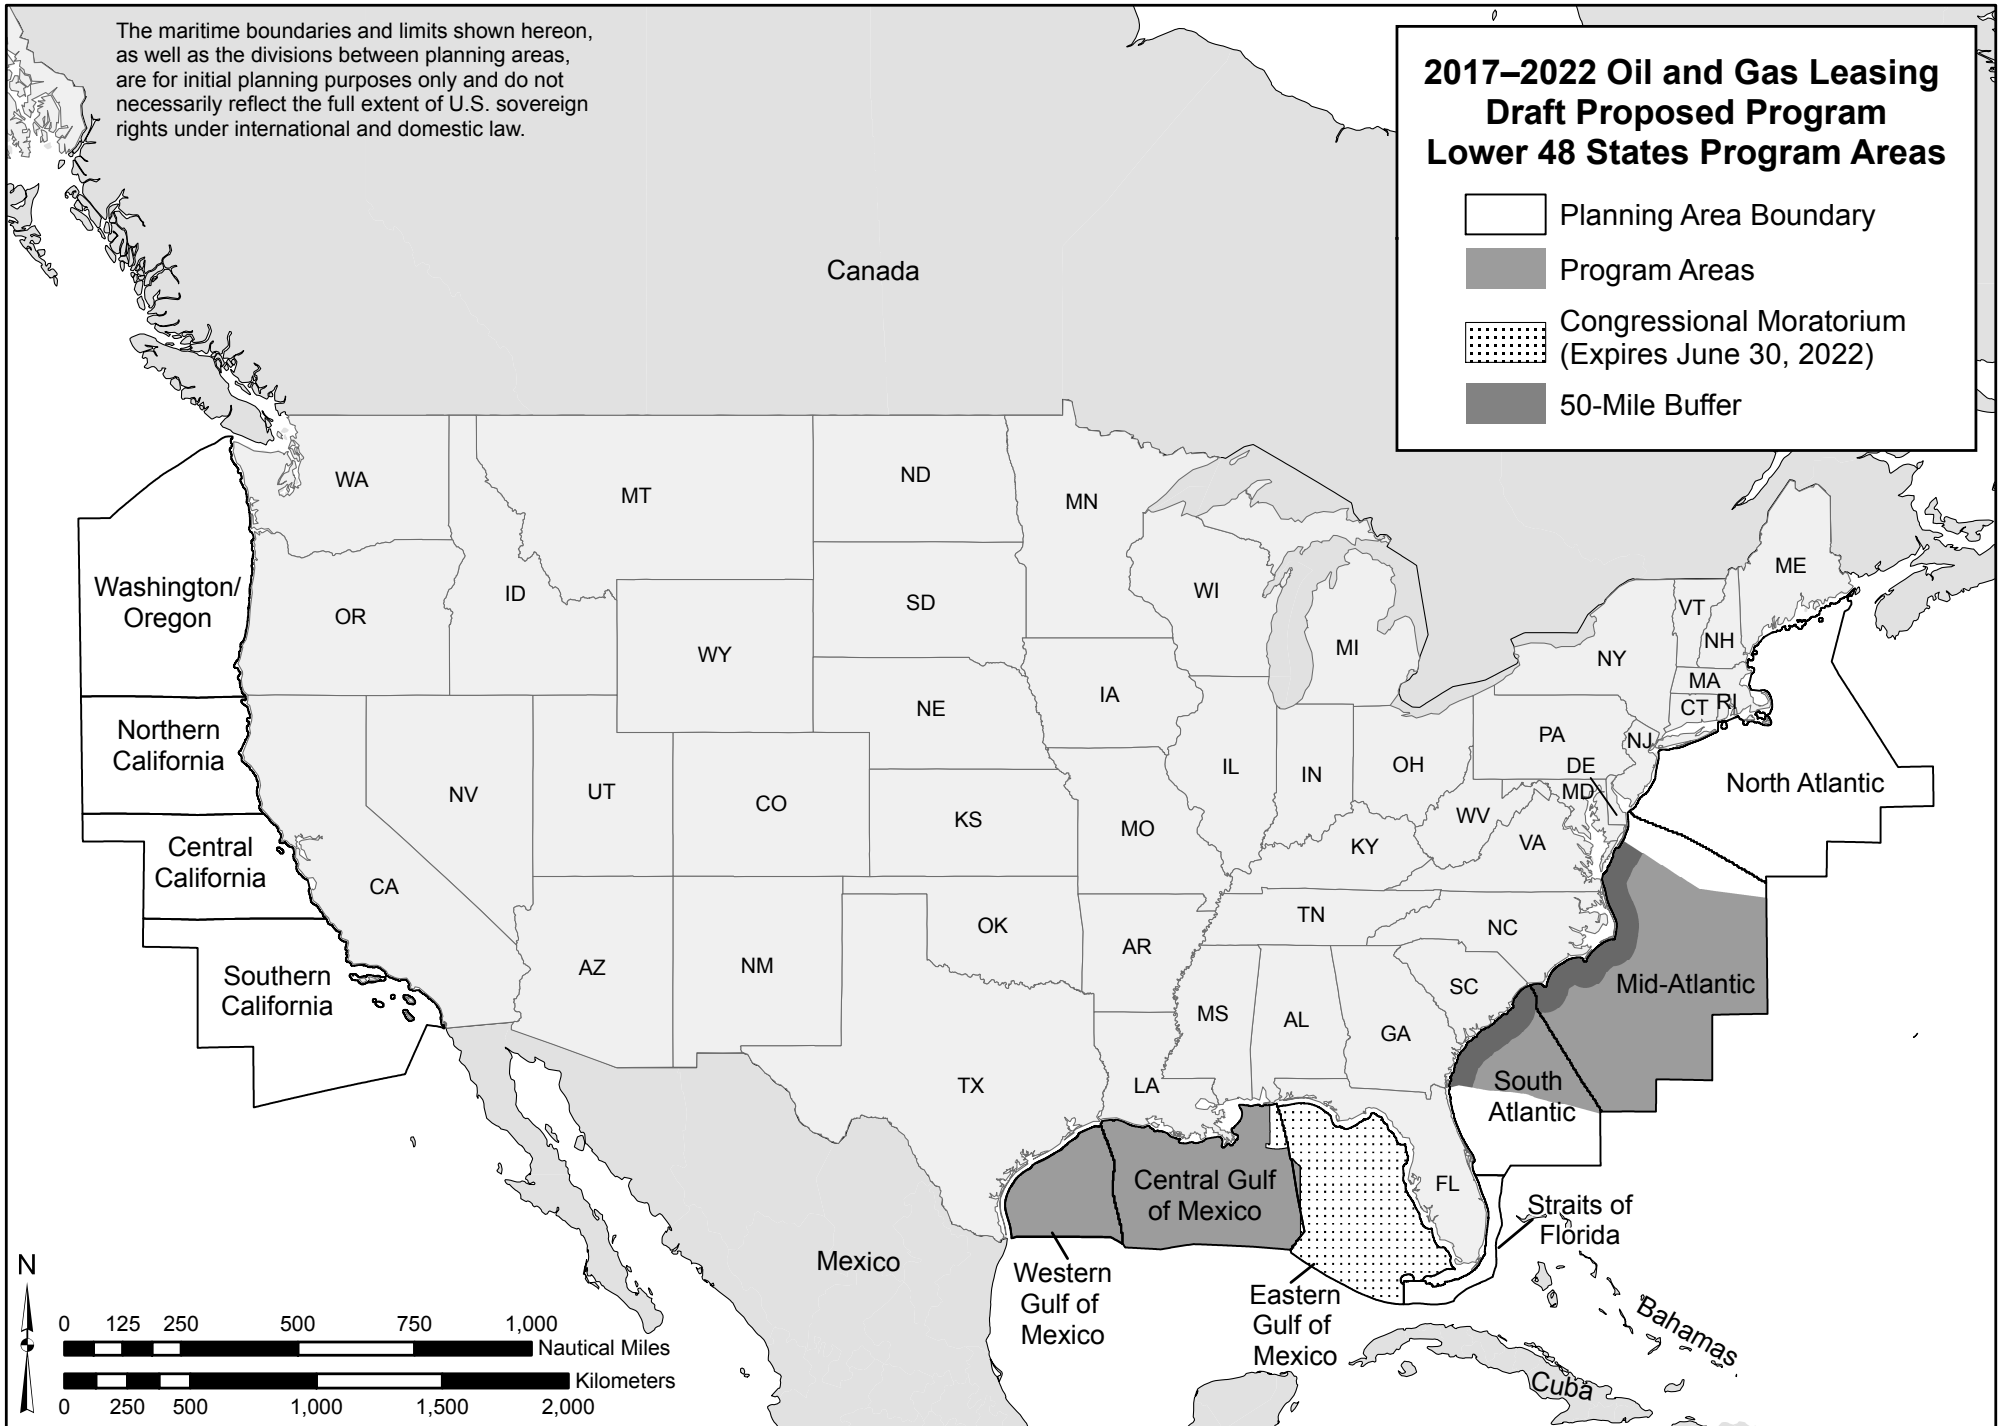 The maritime boundaries and limits shown hereon,
as well as the divisions between planning areas,
are for initial planning purposes only and do not
necessarily reflect the full extent of U.S. sovereign
rights under international and domestic law.
2017–2022 Oil and Gas Leasing
Draft Proposed Program
Lower 48 States Program Areas
Planning Area Boundary
Program Areas
Congressional Moratorium
(Expires June 30, 2022)
50-Mile Buffer
Canada
WA
MT
ND
MN
ME
Washington/
Oregon
OR
ID
SD
WI
VT
NH
WY
MI
NY
MA
CT
RI
Northern
California
NE
IA
PA
NJ
NV
UT
CO
IL
IN
OH
DE
MD
North Atlantic
KS
MO
WV
VA
KY
Central
California
CA
OK
AR
TN
NC
AZ
NM
Southern
California
SC
Mid-Atlantic
MS
AL
GA
TX
LA
South
Atlantic
Central Gulf
of Mexico
FL
Straits of
Florida
Mexico
Western
Gulf of
Mexico
Eastern
Gulf of
Mexico
Bahamas
Cuba
N
0 125 250 500 750 1,000
Nautical Miles
Kilometers
0 250 500 1,000 1,500 2,000